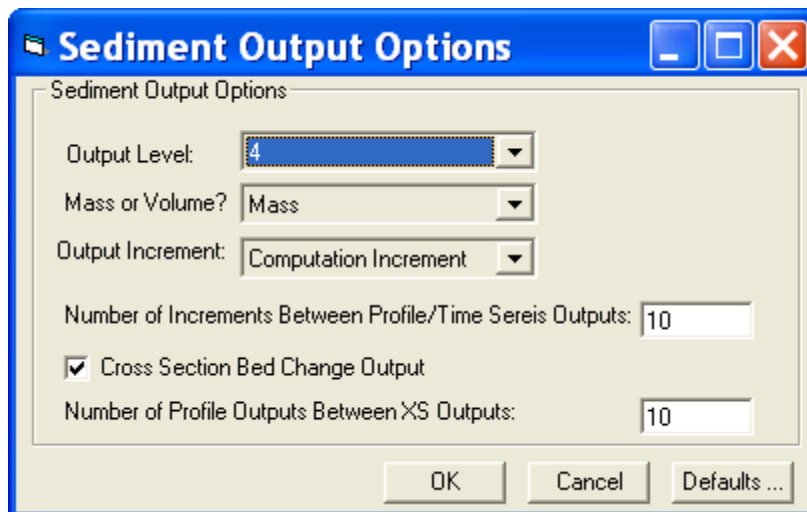 Sediment Output Options
Sediment Output Options
Output Level: 4
Mass or Volume? Mass
Output Increment: Computation Increment
Number of Increments Between Profile/Time Sereis Outputs: 10
Cross Section Bed Change Output
Number of Profile Outputs Between XS Outputs: 10
OK Cancel Defaults ...